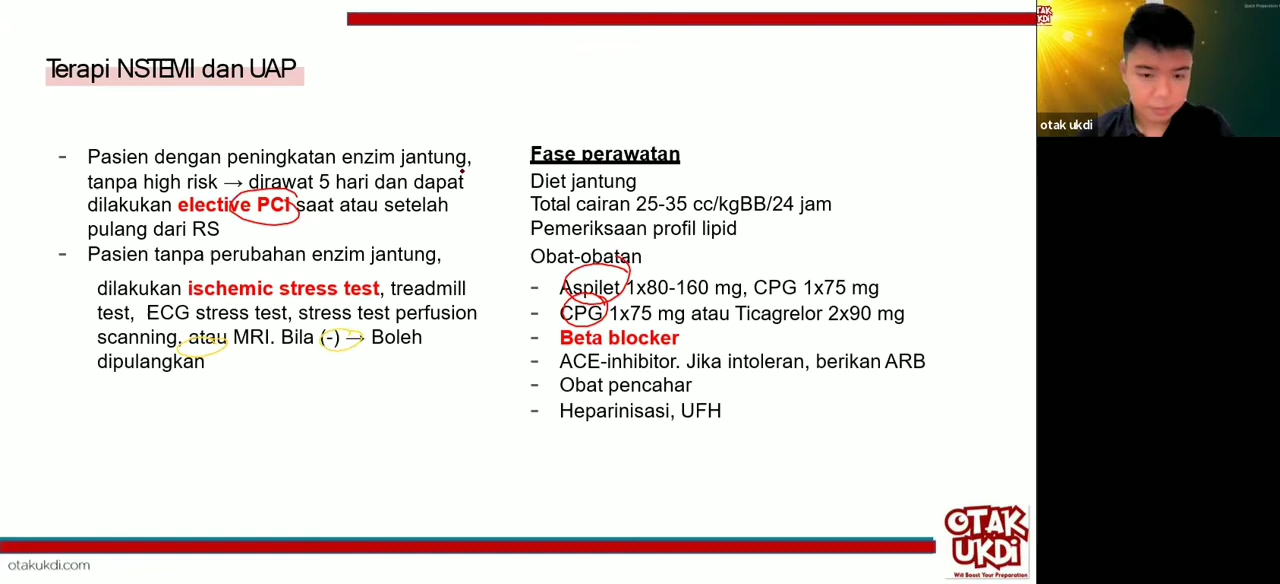 Terapi NSTEMI dan UAP
- Pasien dengan peningkatan enzim jantung,
tanpa high risk → dirawat 5 hari dan dapat
dilakukan elective PCI saat atau setelah
pulang dari RS
- Pasien tanpa perubahan enzim jantung,
dilakukan ischemic stress test, treadmill
test, ECG stress test, stress test perfusion
scanning, atau MRI. Bila (-) → Boleh
dipulangkan
Fase perawatan
Diet jantung
Total cairan 25-35 cc/kgBB/24 jam
Pemeriksaan profil lipid
Obat-obatan
- Aspilet 1x80-160 mg, CPG 1x75 mg
- CPG 1x75 mg atau Ticagrelor 2x90 mg
- Beta blocker
- ACE-inhibitor. Jika intoleran, berikan ARB
- Obat pencahar
- Heparinisasi, UFH
otak ukdi
OTAK
UKDi
Will Boost Your Preparation
otakukdi.com